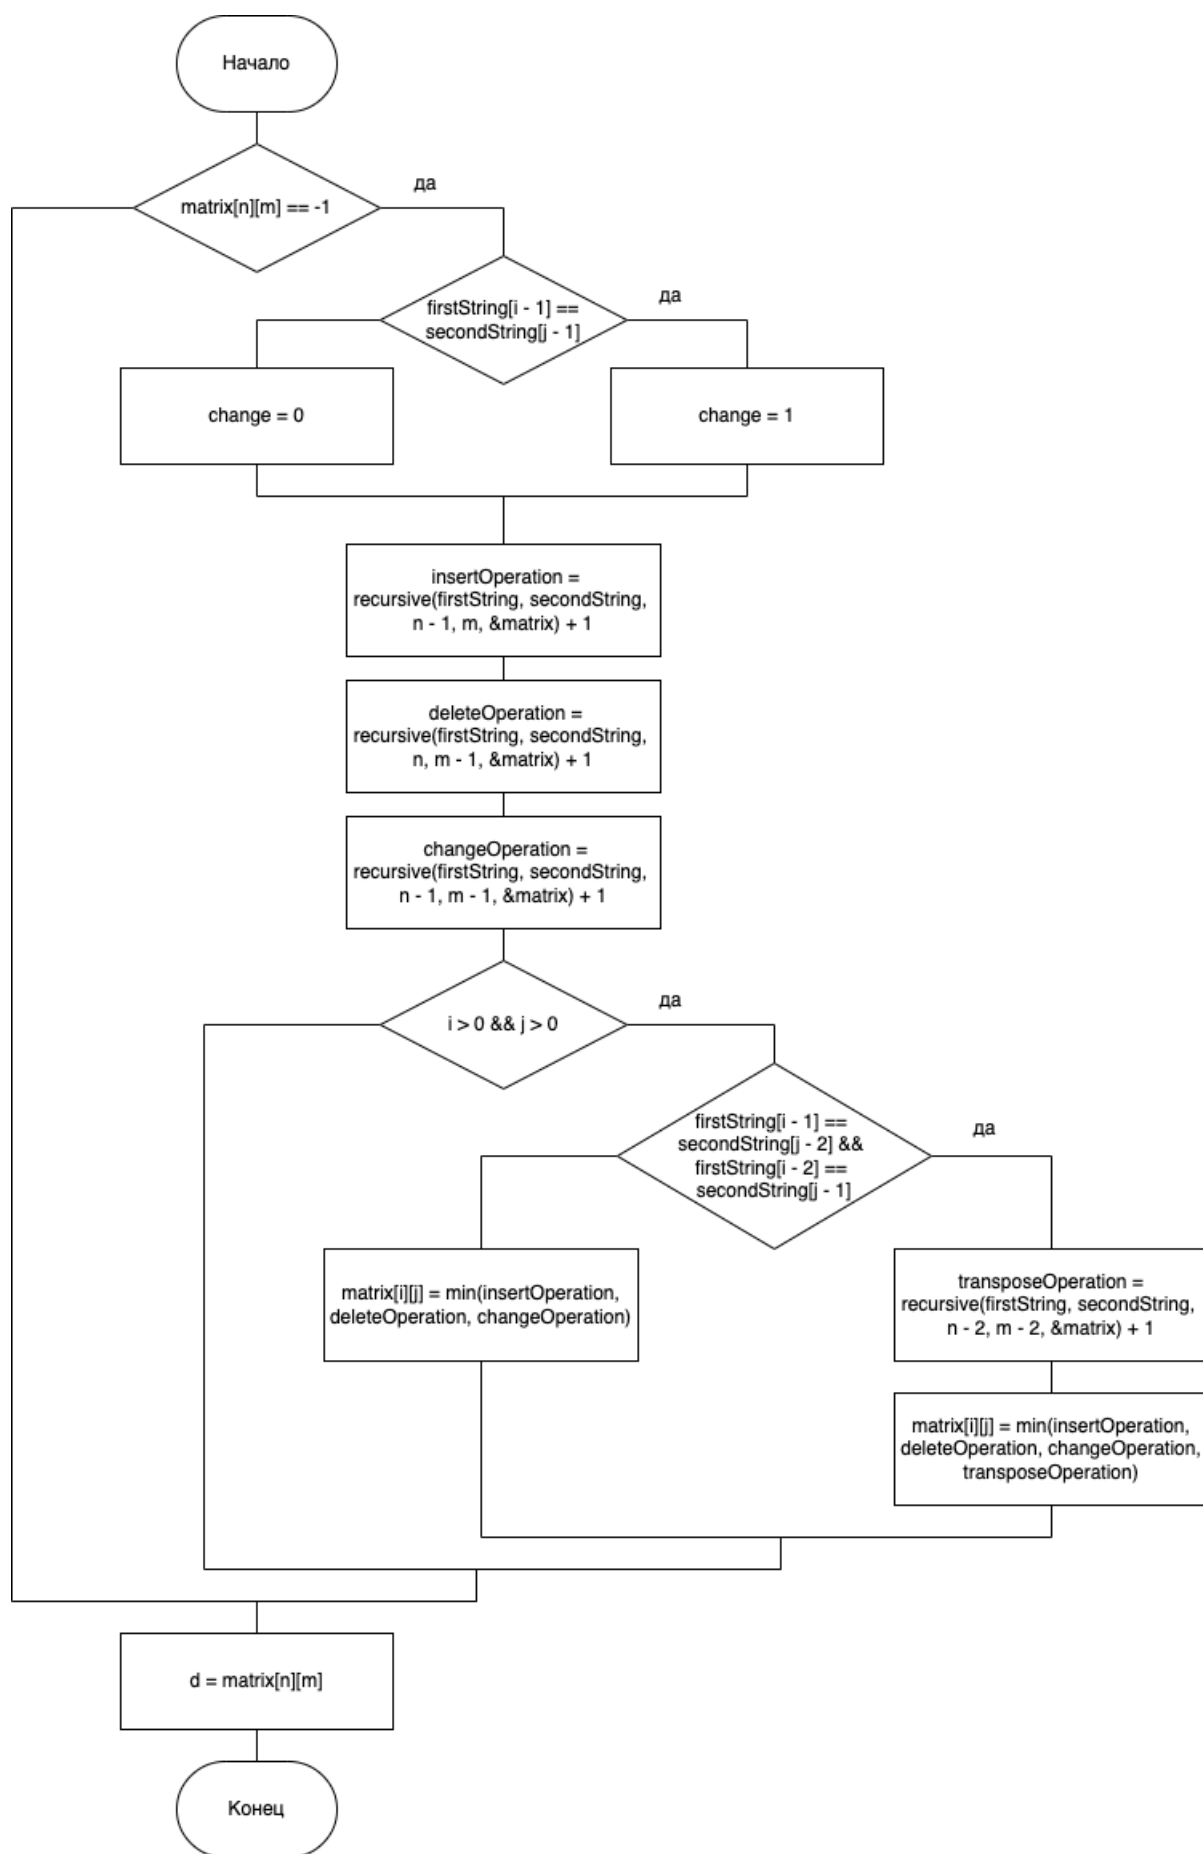 Начало
matrix[n][m] == -1
да
firstString[i - 1] ==
secondString[j - 1]
да
change = 0
change = 1
insertOperation =
recursive(firstString, secondString,
n - 1, m, &matrix) + 1
deleteOperation =
recursive(firstString, secondString,
n, m - 1, &matrix) + 1
changeOperation =
recursive(firstString, secondString,
n - 1, m - 1, &matrix) + 1
i > 0 && j > 0
да
firstString[i - 1] ==
secondString[j - 2] &&
firstString[i - 2] ==
secondString[j - 1]
да
matrix[i][j] = min(insertOperation,
deleteOperation, changeOperation)
transposeOperation =
recursive(firstString, secondString,
n - 2, m - 2, &matrix) + 1
matrix[i][j] = min(insertOperation,
deleteOperation, changeOperation,
transposeOperation)
d = matrix[n][m]
Конец